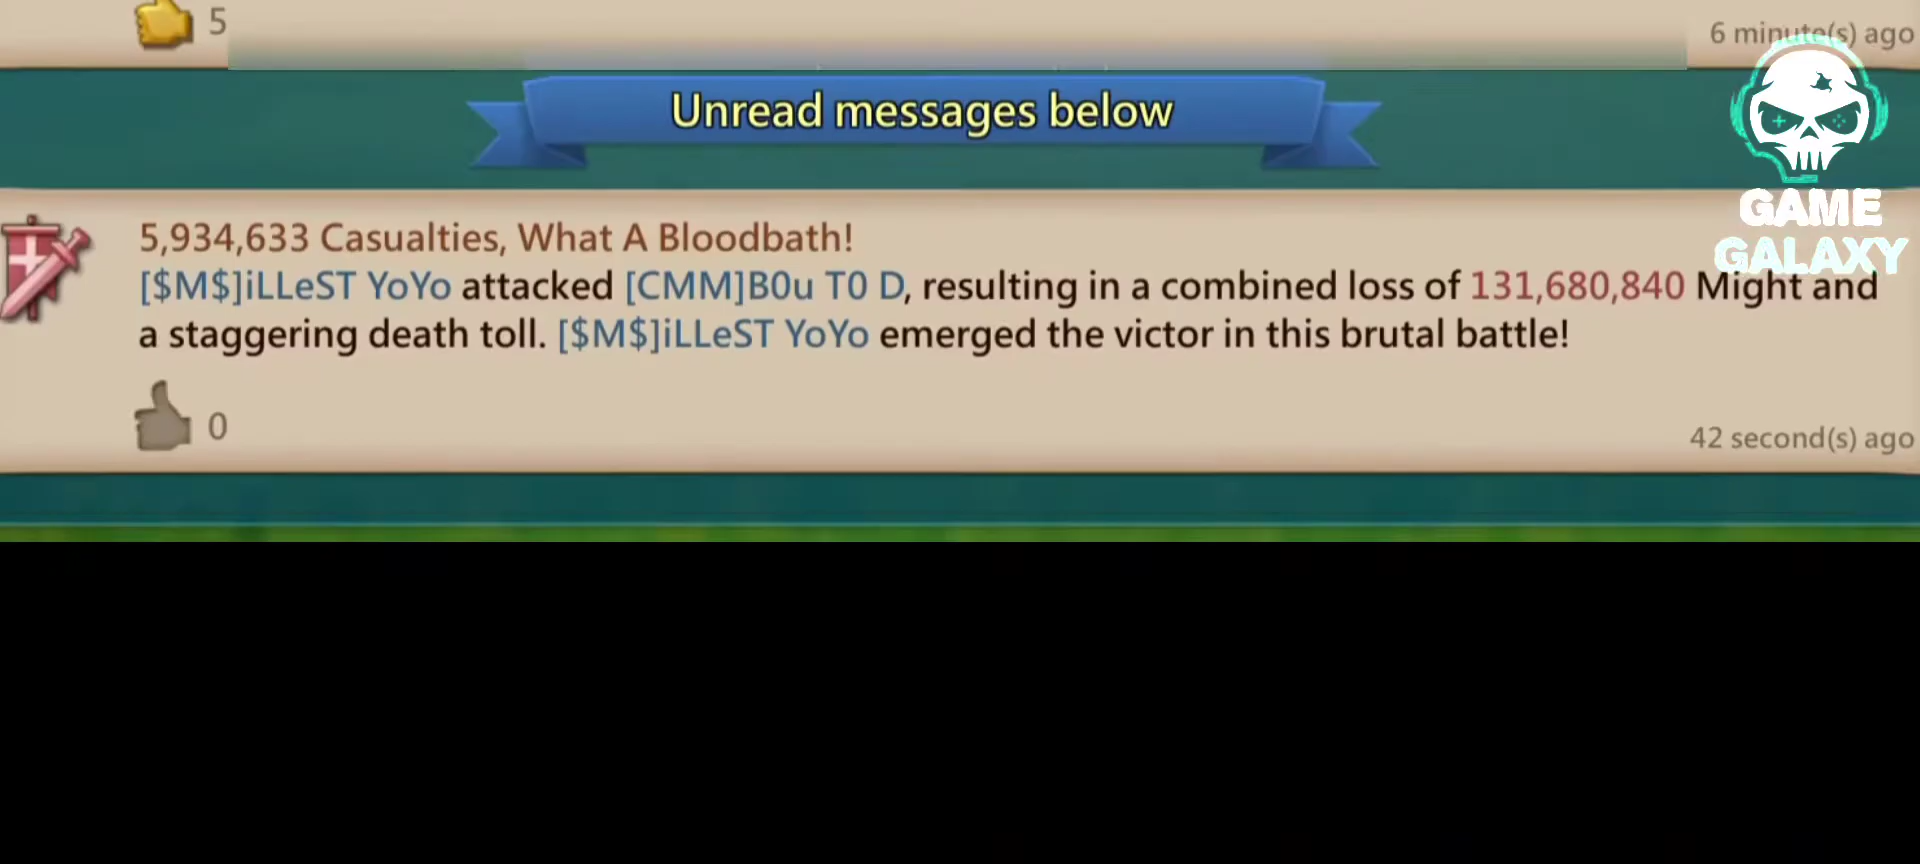 5
6 minute(s) ago
Unread messages below
GAME
GALAXY
5,934,633 Casualties, What A Bloodbath!
[$M$]iLLeST YoYo attacked [CMM]B0u T0 D, resulting in a combined loss of 131,680,840 Might and
a staggering death toll. [$M$]iLLeST YoYo emerged the victor in this brutal battle!
0
42 second(s) ago